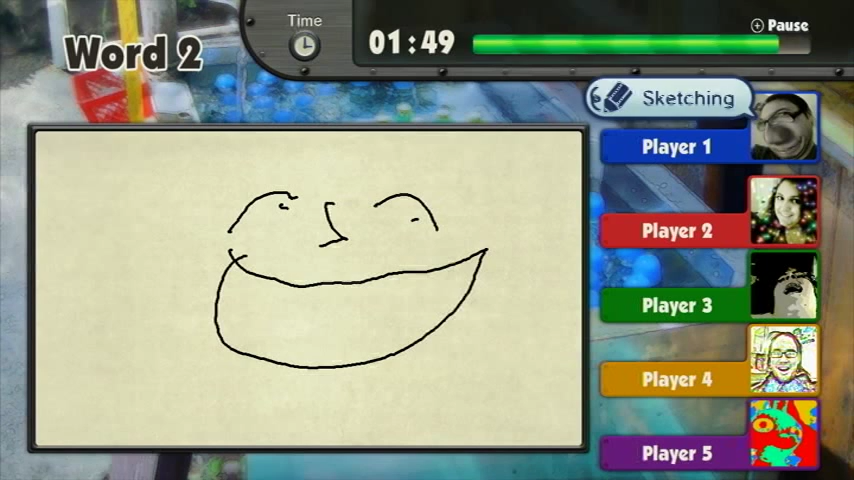 Word 2
Time
01:49
Pause
Sketching
Player 1
Player 2
Player 3
Player 4
Player 5